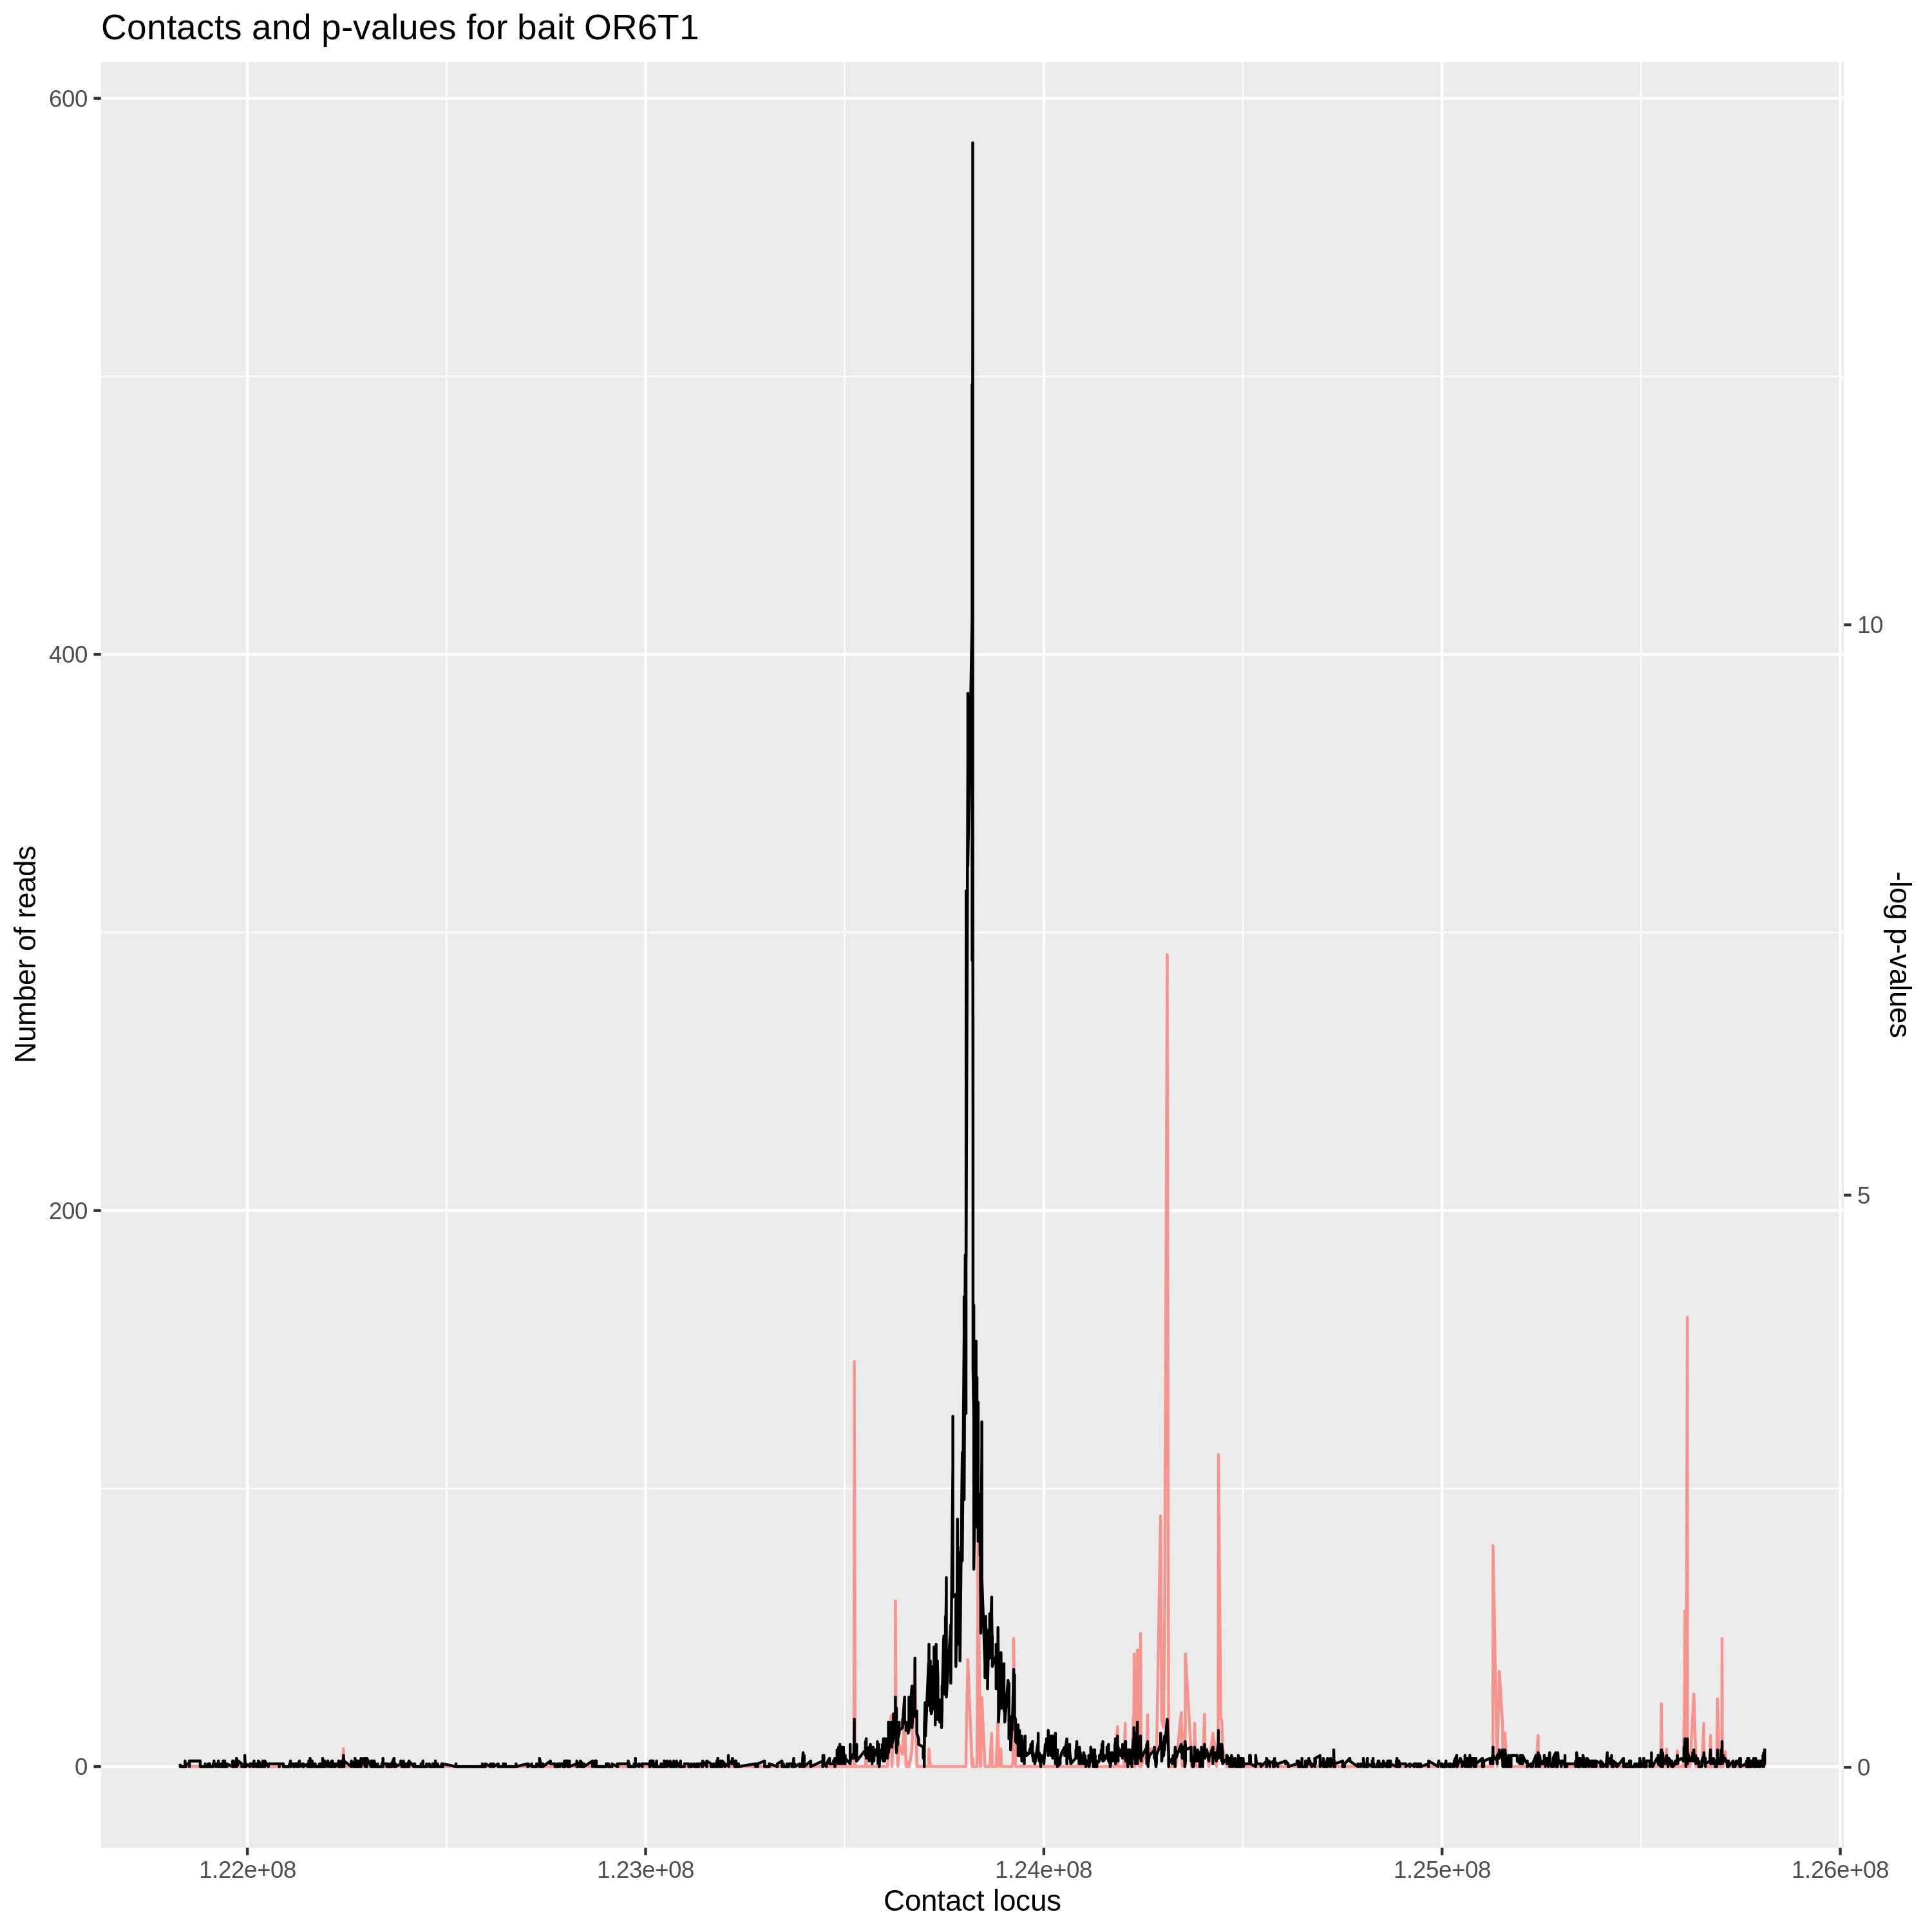 Contacts and p-values for bait OR6T1
600
400
200
0
Number of reads
10
5
0
-log p-values
1.22e+08
1.23e+08
1.24e+08
1.25e+08
1.26e+08
Contact locus